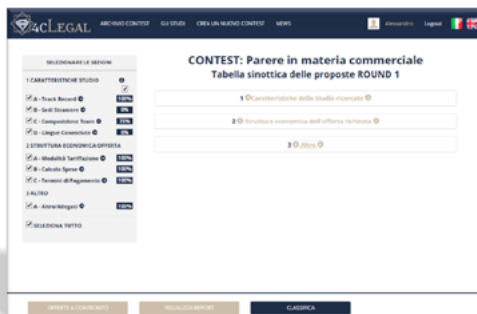 4CLEGAL
ARCHIVIO CONTEST
GLI STUDI
CREA UN NUOVO CONTEST
NEWS
Alessandro
Logout
SELEZIONARE LE SEZIONI
1 CARATTERISTICHE STUDIO
A - Track Record 100%
B - Sedi Straniere 0%
C - Composizione Team 75%
D - Lingue Conosciute 0%
2 STRUTTURA ECONOMICA OFFERTA
A - Modalità Tariffazione 100%
B - Calcolo Spese 100%
C - Termini di Pagamento 100%
3 ALTRO
A - Altro/Allegati 100%
SELEZIONA TUTTO
CONTEST: Parere in materia commerciale
Tabella sinottica delle proposte ROUND 1
1 Caratteristiche dello Studio ricercato
2 Struttura economica dell'offerta richiesta
3 Altro
OFFERTE A CONFRONTO
VISUALIZZA REPORT
CLASSIFICA